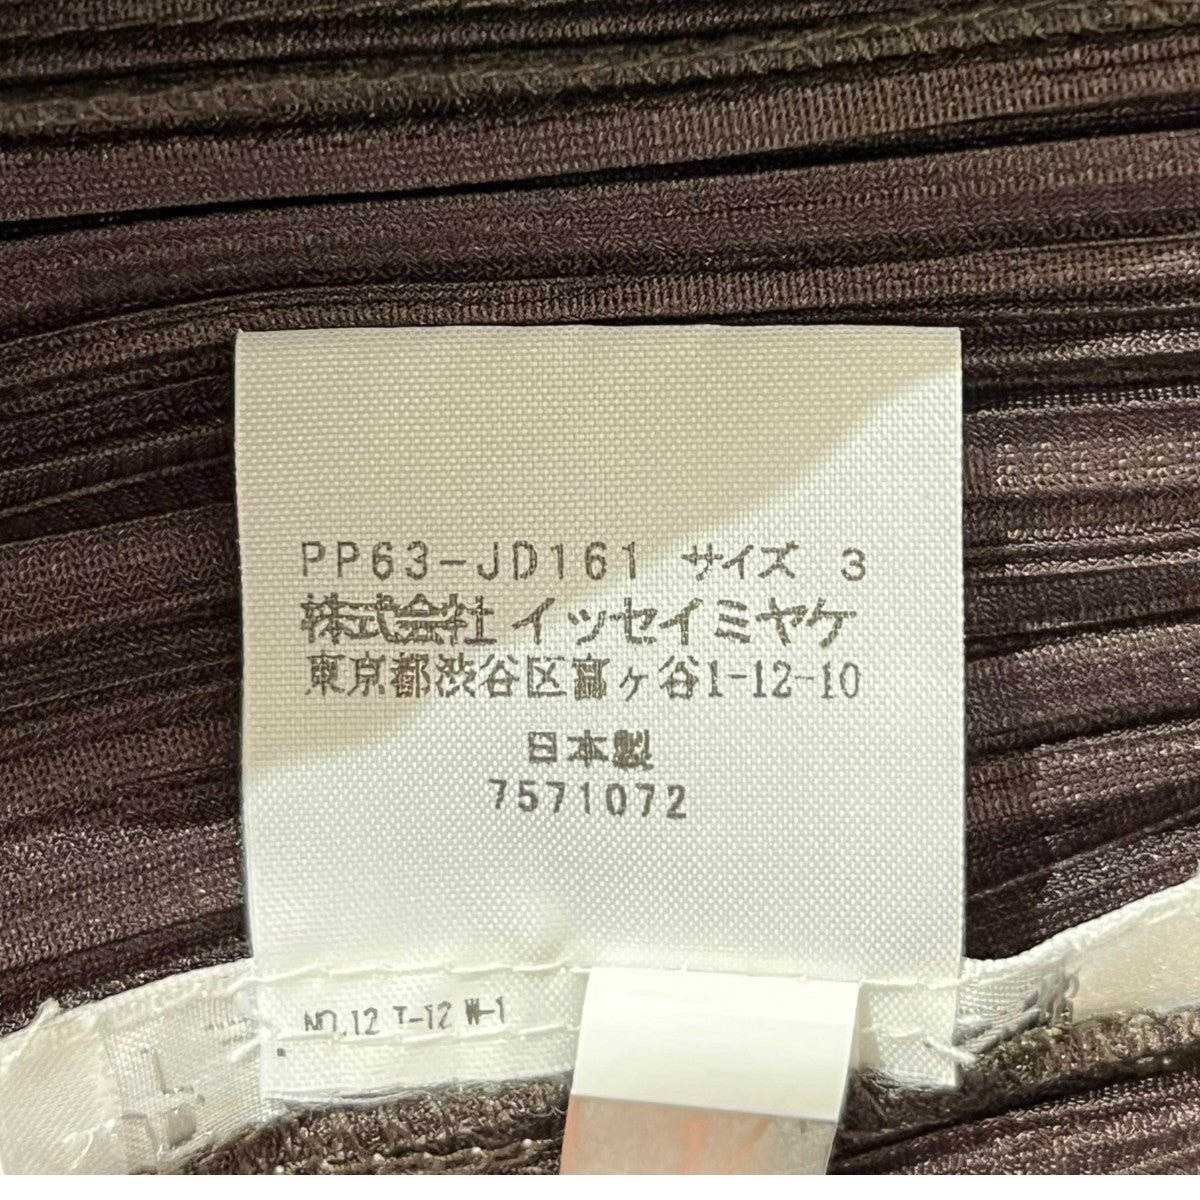 PP63-JD161 サイズ 3
株式会社 イッセイミヤケ
東京都渋谷区富ヶ谷1-12-10
日本製
7571072
NO.12 T-12 W-1